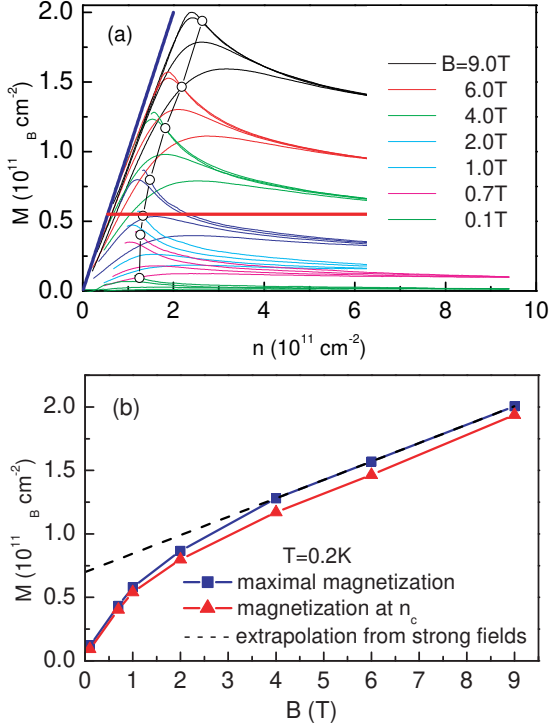 (a)
B=9.0T
6.0T
4.0T
2.0T
1.0T
0.7T
0.1T
2.0
1.5
1.0
0.5
0.0
M (10¹¹ B cm⁻²)
0 2 4 6 8 10
n (10¹¹ cm⁻²)
(b)
2.0
1.5
1.0
0.5
0.0
M (10¹¹ B cm⁻²)
T=0.2K
maximal magnetization
magnetization at n_c
extrapolation from strong fields
0 1 2 3 4 5 6 7 8 9
B (T)